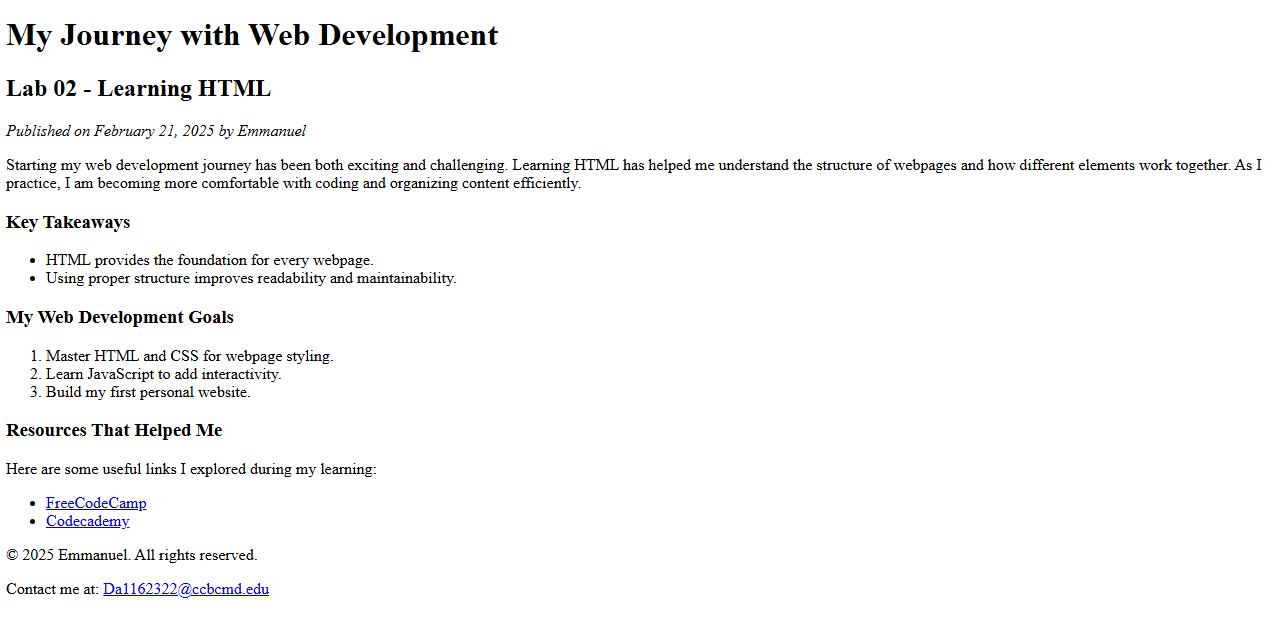 My Journey with Web Development
Lab 02 - Learning HTML
Published on February 21, 2025 by Emmanuel
Starting my web development journey has been both exciting and challenging. Learning HTML has helped me understand the structure of webpages and how different elements work together. As I
practice, I am becoming more comfortable with coding and organizing content efficiently.
Key Takeaways
• HTML provides the foundation for every webpage.
• Using proper structure improves readability and maintainability.
My Web Development Goals
1. Master HTML and CSS for webpage styling.
2. Learn JavaScript to add interactivity.
3. Build my first personal website.
Resources That Helped Me
Here are some useful links I explored during my learning:
• FreeCodeCamp
• Codecademy
© 2025 Emmanuel. All rights reserved.
Contact me at: Da1162322@ccbcmd.edu